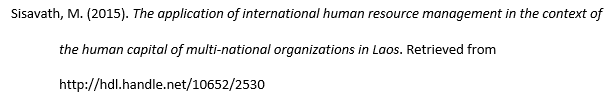 Sisavath, M. (2015). The application of international human resource management in the context of
the human capital of multi-national organizations in Laos. Retrieved from
http://hdl.handle.net/10652/2530